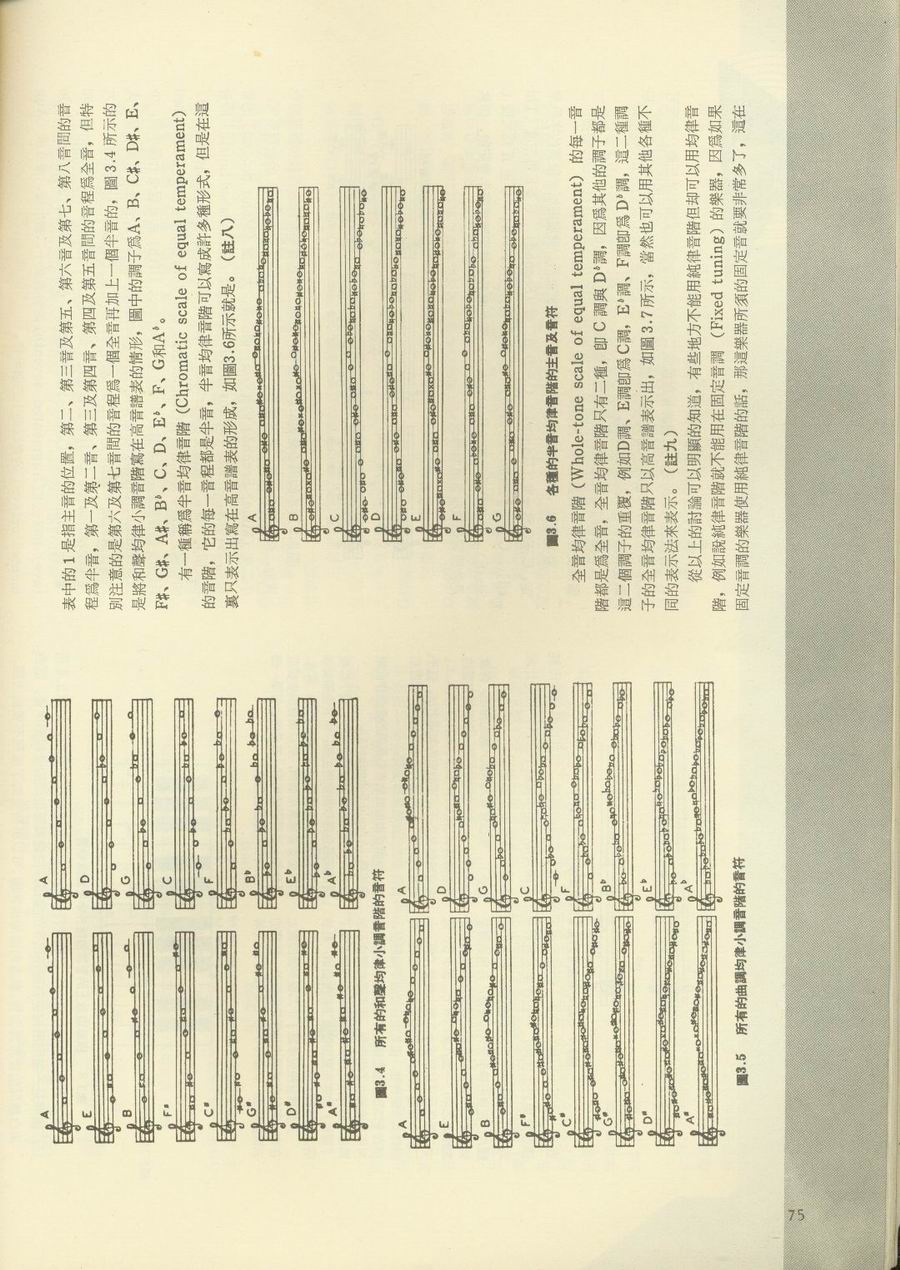 A
A
E
D
B
G
F#
C
C#
F
G#
B♭
D#
E♭
A#
A♭
圖3.4 所有的和聲均律小調音階的音符
A
A
E
D
B
G
F#
C
C#
F
G#
B♭
D#
E♭
A#
A♭
圖3.5 所有的曲調均律小調音階的音符
表中的1是指主音的位置，第二、第三音及第五、第六音及第七、第八音間的音
程爲半音，第一及第二音、第三及第四音、第四及第五音間的音程爲全音，但特
別注意的是第六及第七音間的音程爲一個全音再加上一個半音的，圖3.4所示的
是將和聲均律小調音階寫在高音譜表的情形，圖中的調子爲A、B、C#、D#、E、
F#、G#、A#、B♭、C、D、E♭、F、G和A♭。
有一種稱爲半音均律音階（Chromatic scale of equal temperament）
的音階，它的每一音程都是半音，半音均律音階可以寫成許多種形式，但是在這
裏只表示出寫在高音譜表的形成，如圖3.6所示就是。（註八）
A
B
C
D
E
F
G
圖3.6 各種的半音均律音階的主音及音符
全音均律音階（Whole-tone scale of equal temperament）的每一音
階都是爲全音，全音均律音階只有二種，卽C調與D♭調，因爲其他的調子都是
這二個調子的重覆，例如D調、E調卽爲C調，E♭調、F調卽爲D♭調，這二種調
子的全音均律音階只以高音譜表示出，如圖3.7所示，當然也可以用其他各種不
同的表示法來表示。（註九）
從以上的討論可以明顯的知道，有些地方不能用純律音階但却可以用均律音
階，例如說純律音階就不能用在固定音調（Fixed tuning）的樂器，因爲如果
固定音調的樂器使用純律音階的話，那這樂器所須的固定音就要非常多了，這在
75